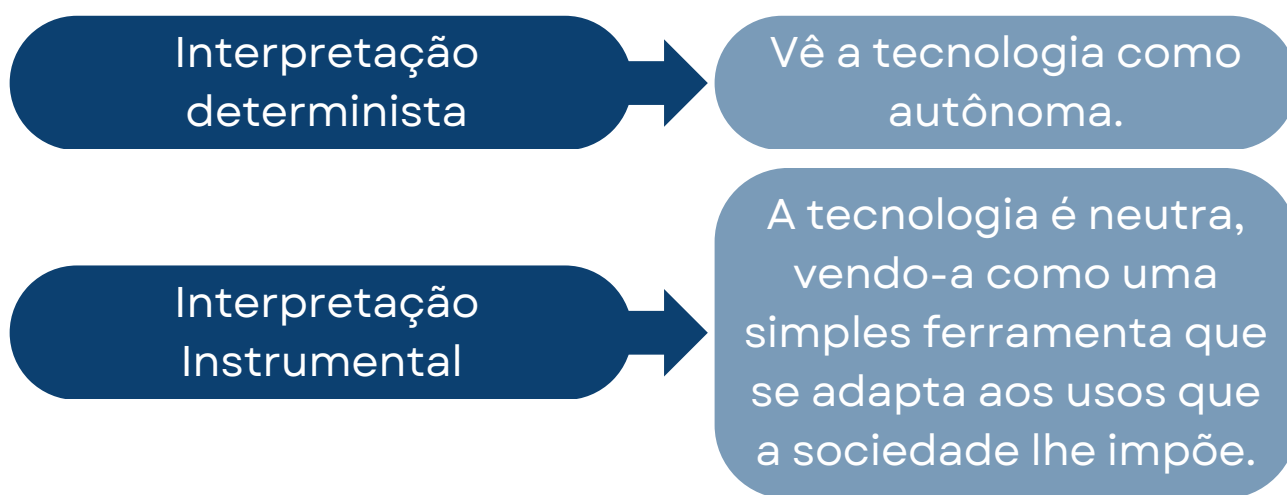 Interpretação
determinista
Vê a tecnologia como
autônoma.
Interpretação
Instrumental
A tecnologia é neutra,
vendo-a como uma
simples ferramenta que
se adapta aos usos que
a sociedade lhe impõe.